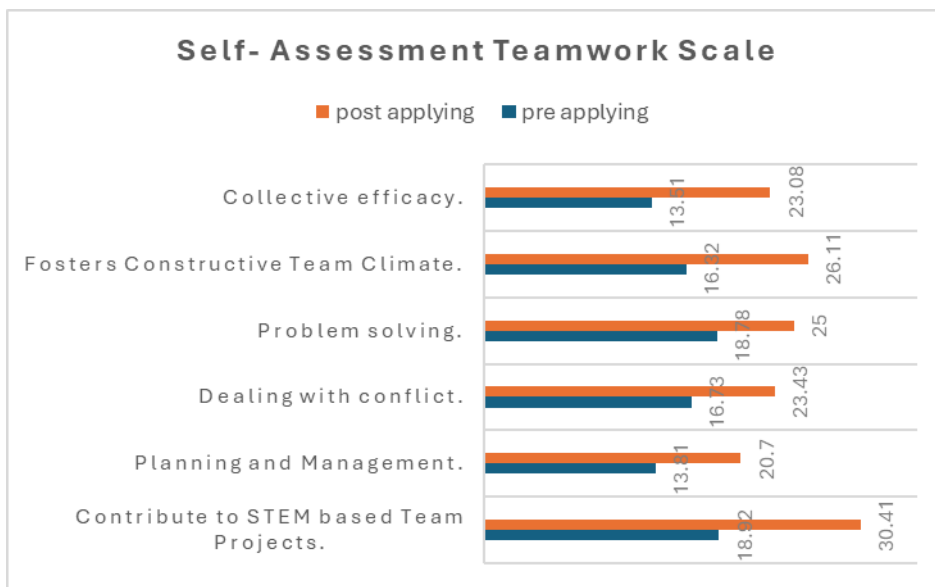 Self- Assessment Teamwork Scale
post applying pre applying
Collective efficacy.
23.08
13.51
Fosters Constructive Team Climate.
26.11
16.32
Problem solving.
25
18.78
Dealing with conflict.
23.43
16.73
Planning and Management.
20.7
13.81
Contribute to STEM based Team
Projects.
30.41
18.92